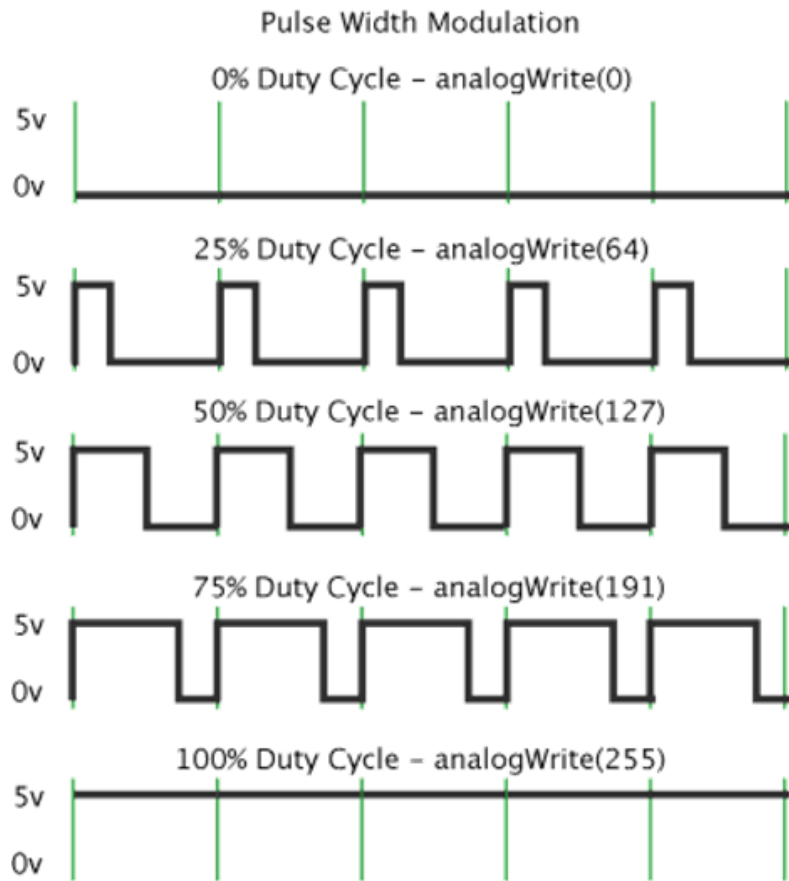 Pulse Width Modulation
0% Duty Cycle – analogWrite(0)
5v
0v
25% Duty Cycle – analogWrite(64)
5v
0v
50% Duty Cycle – analogWrite(127)
5v
0v
75% Duty Cycle – analogWrite(191)
5v
0v
100% Duty Cycle – analogWrite(255)
5v
0v